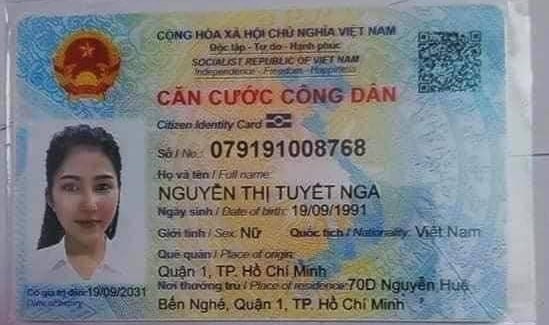 CỘNG HÒA XÃ HỘI CHỦ NGHĨA VIỆT NAM
Độc lập - Tự do - Hạnh phúc
SOCIALIST REPUBLIC OF VIET NAM
Independence - Freedom - Happiness
CĂN CƯỚC CÔNG DÂN
Citizen Identity Card
Số / No.: 079191008768
Họ và tên / Full name:
NGUYỄN THỊ TUYẾT NGA
Ngày sinh / Date of birth: 19/09/1991
Giới tính / Sex: Nữ Quốc tịch / Nationality: Việt Nam
Quê quán / Place of origin:
Quận 1, TP. Hồ Chí Minh
Nơi thường trú / Place of residence: 70D Nguyễn Huệ
Bến Nghé, Quận 1, TP. Hồ Chí Minh
Có giá trị đến: 19/09/2031
Date of expiry